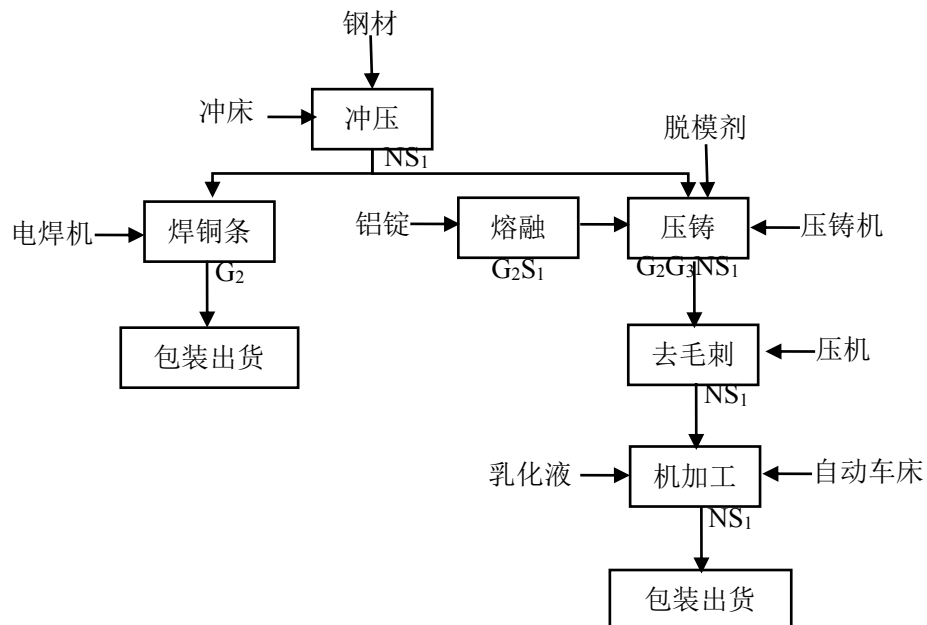 钢材
冲床 冲压
脱模剂
NS₁
电焊机 焊铜条 铝锭 熔融 压铸 压铸机
G₂ G₂S₁ G₂G₃NS₁
包装出货 去毛刺 压机
NS₁
乳化液 机加工 自动车床
NS₁
包装出货